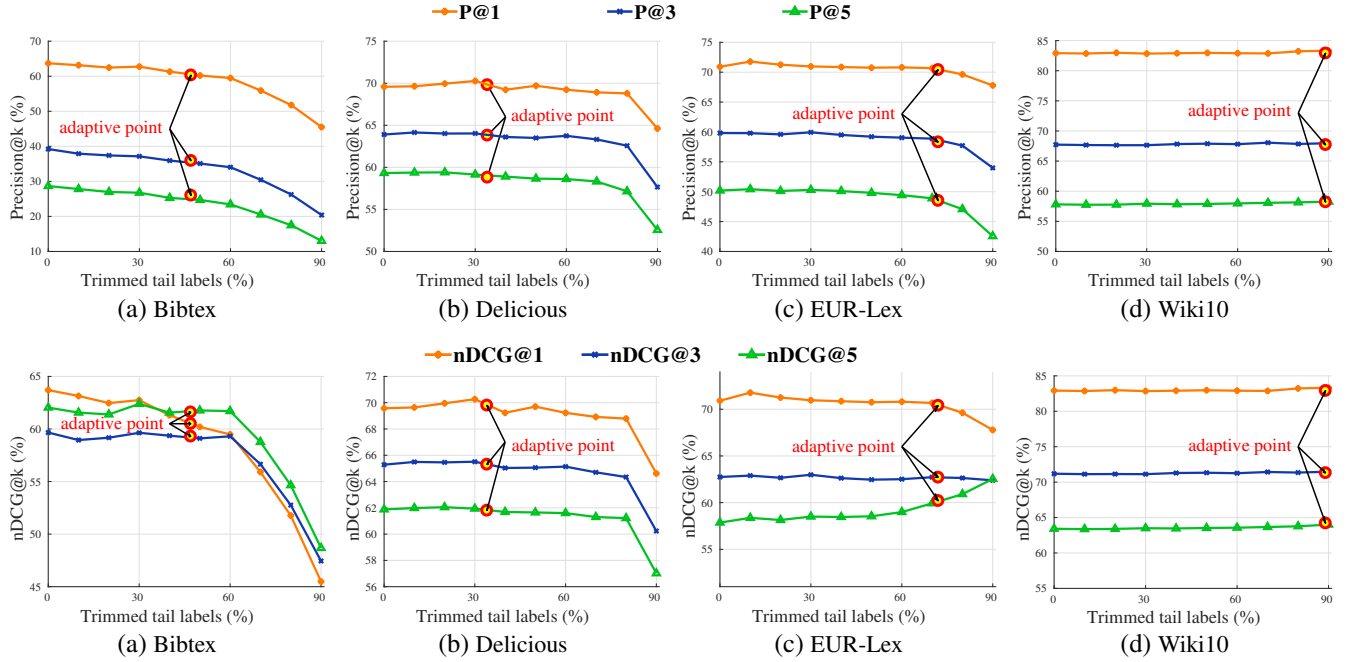 P@1 P@3 P@5
Precision@k (%)
70
60
50
40
30
20
10
adaptive point
0 30 60 90
Trimmed tail labels (%)
(a) Bibtex
Precision@k (%)
75
70
65
60
55
50
adaptive point
0 30 60 90
Trimmed tail labels (%)
(b) Delicious
Precision@k (%)
75
70
65
60
55
50
45
40
adaptive point
0 30 60 90
Trimmed tail labels (%)
(c) EUR-Lex
Precision@k (%)
85
80
75
70
65
60
55
50
adaptive point
0 30 60 90
Trimmed tail labels (%)
(d) Wiki10
nDCG@1 nDCG@3 nDCG@5
nDCG@k (%)
65
60
55
50
45
adaptive point
0 30 60 90
Trimmed tail labels (%)
(a) Bibtex
nDCG@k (%)
72
70
68
66
64
62
60
58
56
adaptive point
0 30 60 90
Trimmed tail labels (%)
(b) Delicious
nDCG@k (%)
70
65
60
55
adaptive point
0 30 60 90
Trimmed tail labels (%)
(c) EUR-Lex
nDCG@k (%)
85
80
75
70
65
60
55
adaptive point
0 30 60 90
Trimmed tail labels (%)
(d) Wiki10